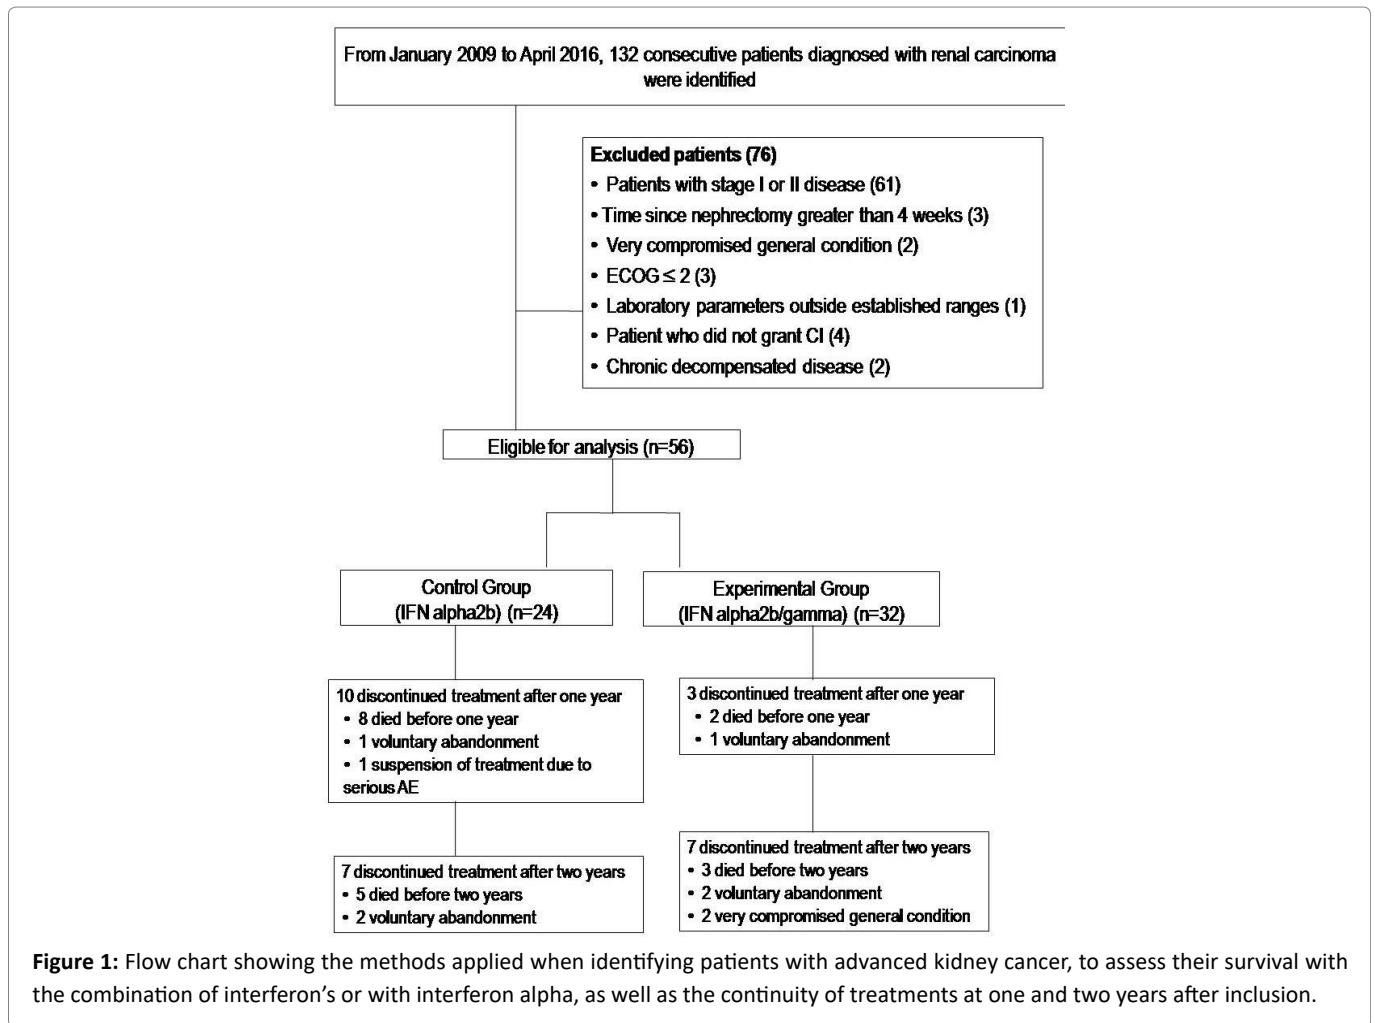 From January 2009 to April 2016, 132 consecutive patients diagnosed with renal carcinoma
were identified
Excluded patients (76)
• Patients with stage I or II disease (61)
• Time since nephrectomy greater than 4 weeks (3)
• Very compromised general condition (2)
• ECOG ≤ 2 (3)
• Laboratory parameters outside established ranges (1)
• Patient who did not grant CI (4)
• Chronic decompensated disease (2)
Eligible for analysis (n=56)
Control Group
(IFN alpha2b) (n=24)
Experimental Group
(IFN alpha2b/gamma) (n=32)
10 discontinued treatment after one year
• 8 died before one year
• 1 voluntary abandonment
• 1 suspension of treatment due to
serious AE
3 discontinued treatment after one year
• 2 died before one year
• 1 voluntary abandonment
7 discontinued treatment after two years
• 5 died before two years
• 2 voluntary abandonment
7 discontinued treatment after two years
• 3 died before two years
• 2 voluntary abandonment
• 2 very compromised general condition
Figure 1: Flow chart showing the methods applied when identifying patients with advanced kidney cancer, to assess their survival with
the combination of interferon's or with interferon alpha, as well as the continuity of treatments at one and two years after inclusion.